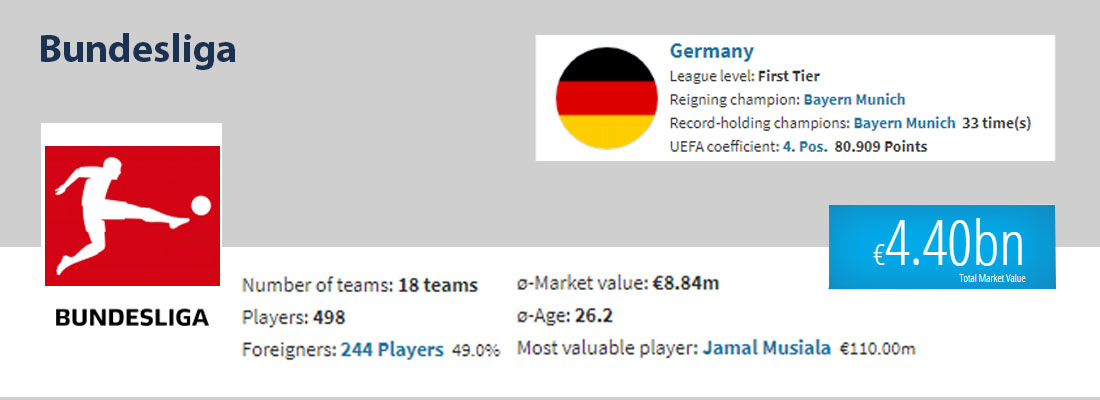 Bundesliga
Germany
League level: First Tier
Reigning champion: Bayern Munich
Record-holding champions: Bayern Munich 33 time(s)
UEFA coefficient: 4. Pos. 80.909 Points
€4.40bn
Total Market Value
BUNDESLIGA
Number of teams: 18 teams
Players: 498
Foreigners: 244 Players 49.0%
ø-Market value: €8.84m
ø-Age: 26.2
Most valuable player: Jamal Musiala €110.00m